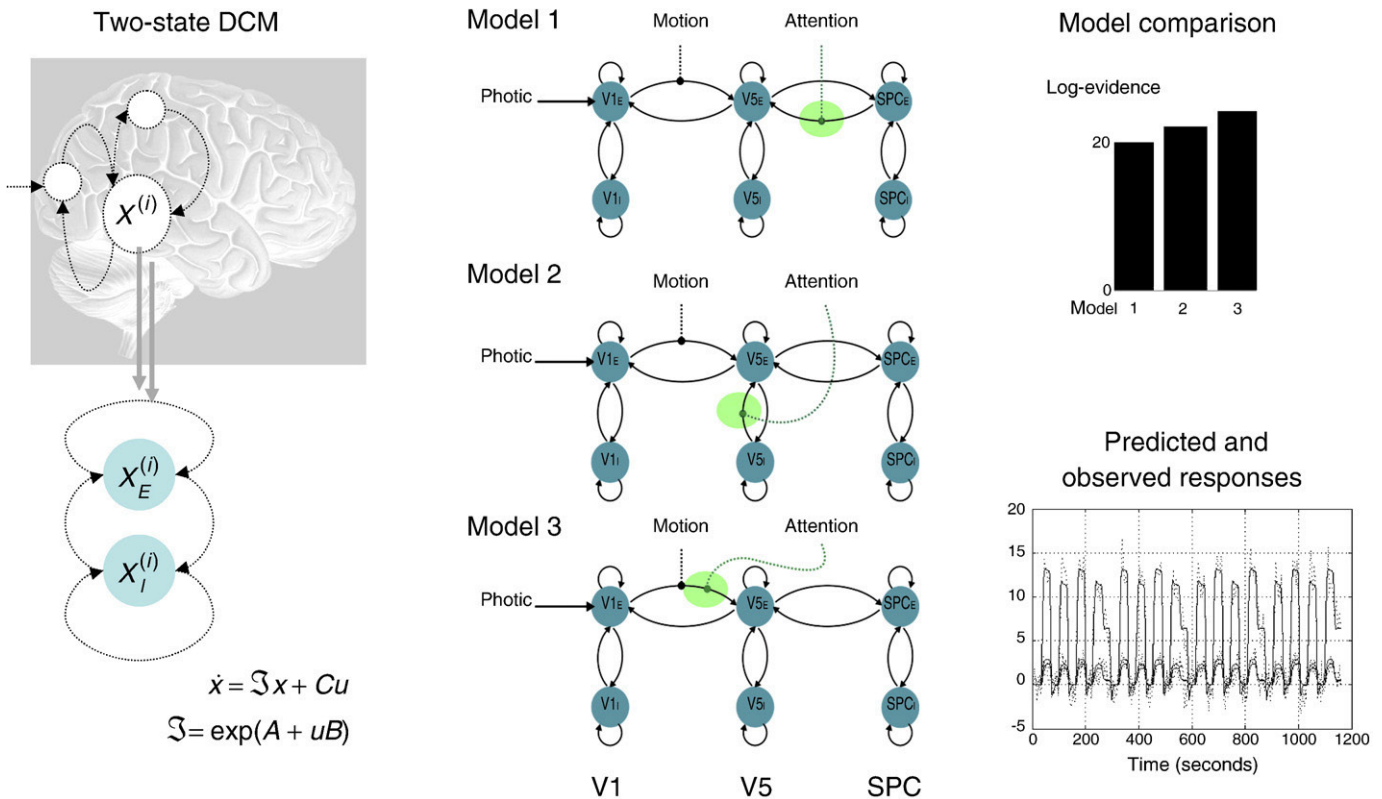 Two-state DCM
X(i)
X(i)E
X(i)I
ẋ = ℑx + Cu
ℑ = exp(A + uB)
Model 1
Motion
Attention
Photic
V1E
V5E
SPCE
V1I
V5I
SPCI
Model 2
Motion
Attention
Photic
V1E
V5E
SPCE
V1I
V5I
SPCI
Model 3
Motion
Attention
Photic
V1E
V5E
SPCE
V1I
V5I
SPCI
V1
V5
SPC
Model comparison
Log-evidence
20
0
Model 1 2 3
Predicted and
observed responses
20
15
10
5
0
-5
0 200 400 600 800 1000 1200
Time (seconds)